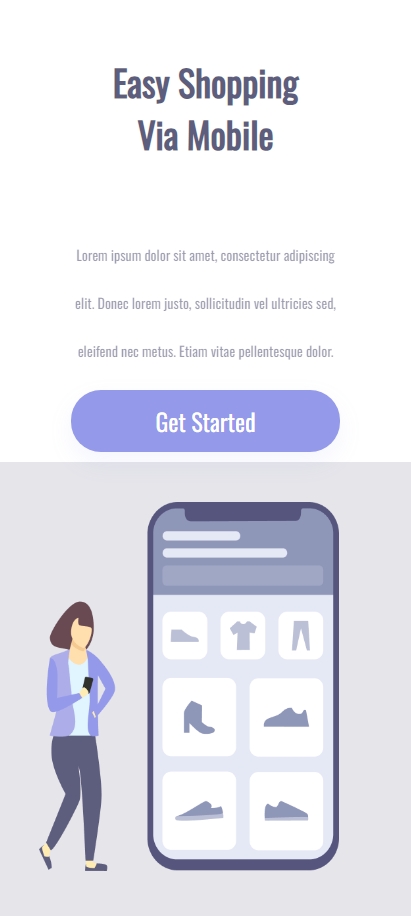 Easy Shopping
Via Mobile
Lorem ipsum dolor sit amet, consectetur adipiscing
elit. Donec lorem justo, sollicitudin vel ultricies sed,
eleifend nec metus. Etiam vitae pellentesque dolor.
Get Started